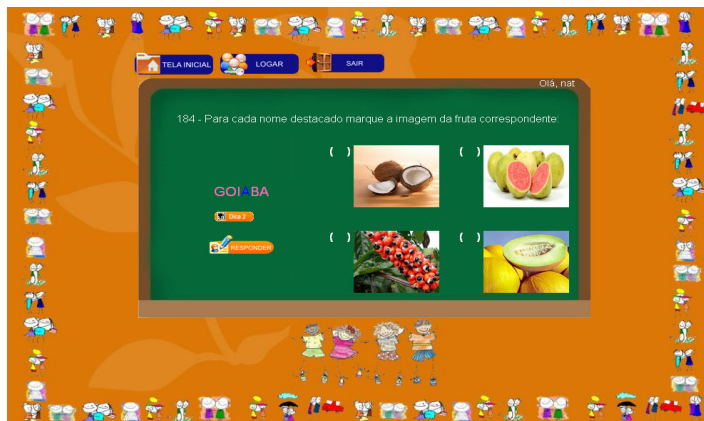 TELA INICIAL
LOGAR
SAIR
Olá, nat
184 - Para cada nome destacado marque a imagem da fruta correspondente:
( )
( )
GOIABA
Dica 2
RESPONDER
( )
( )